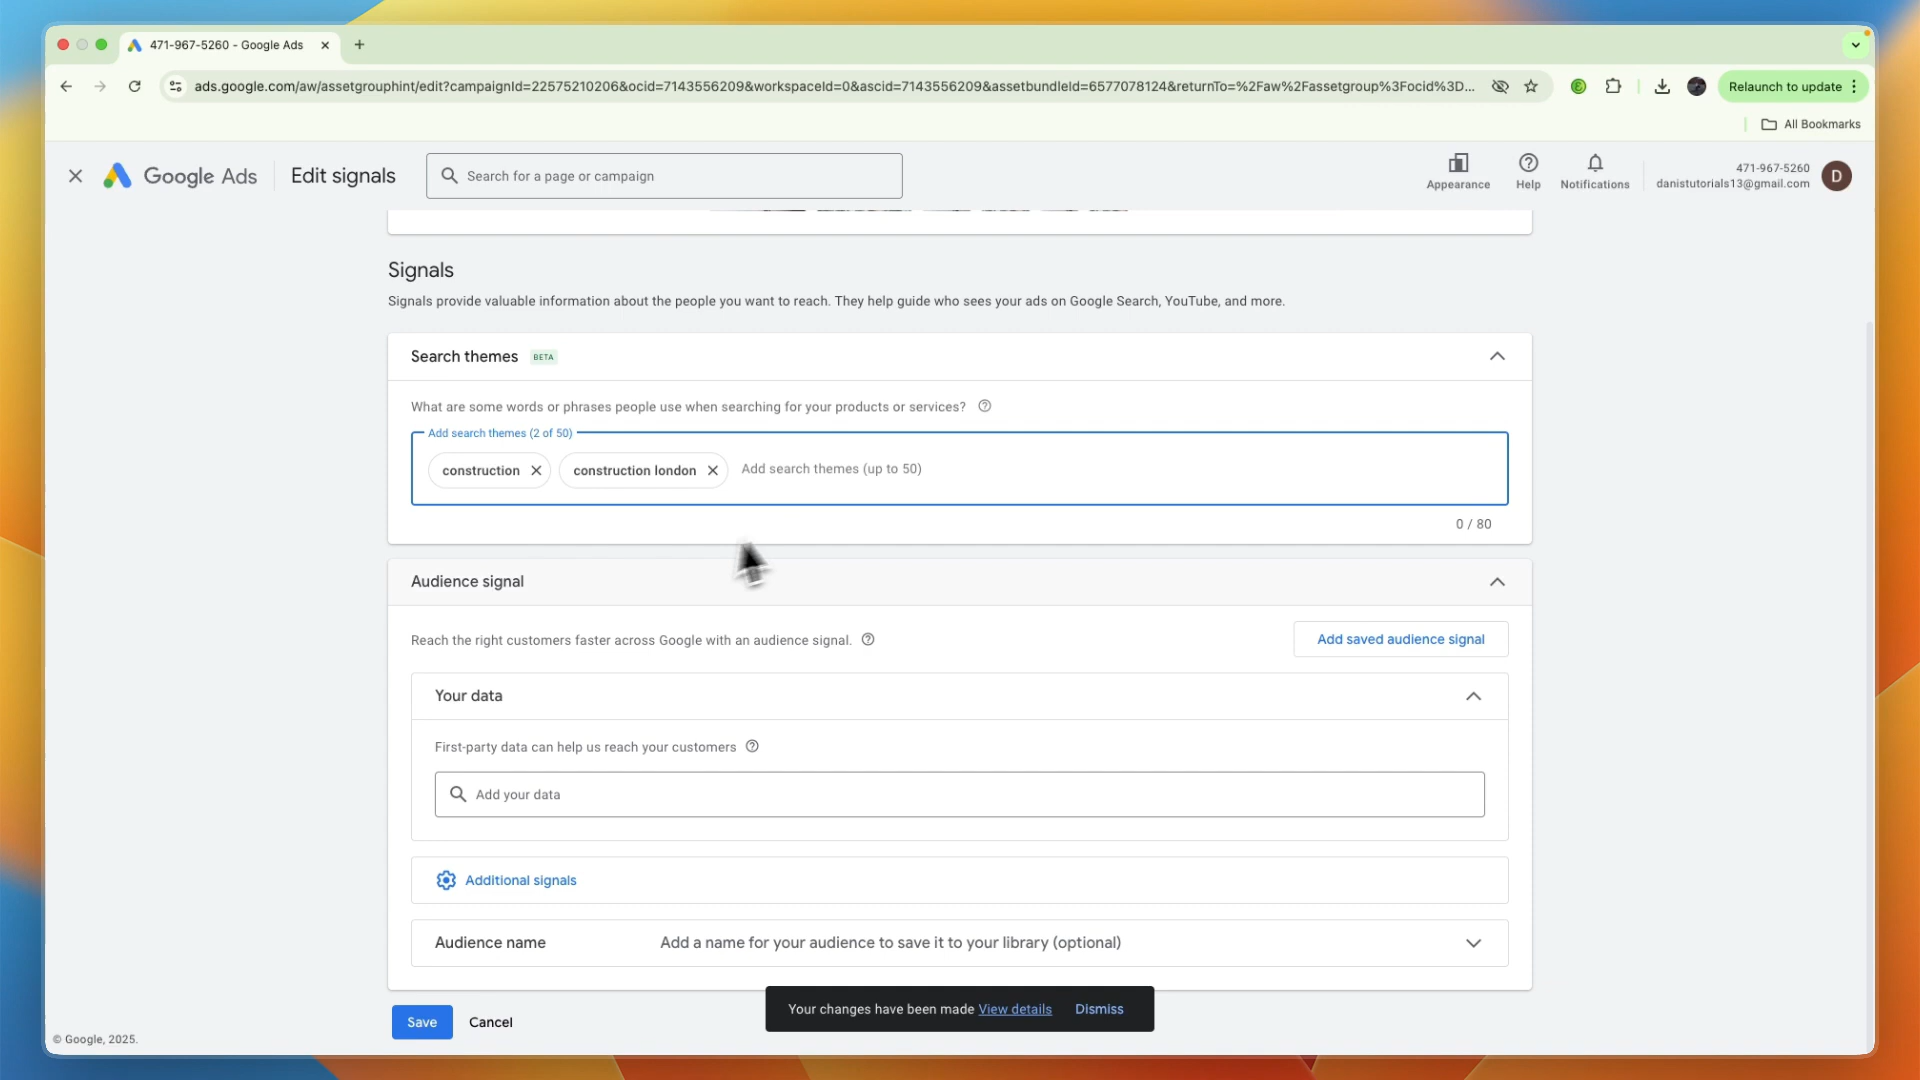 471-967-5260 - Google Ads
ads.google.com/aw/assetgrouphint/edit?campaignId=22575210206&ocid=7143556209&workspaceId=0&ascid=7143556209&assetbundleId=6577078124&returnTo=%2Faw%2Fassetgroup%3Focid%3D...
Relaunch to update
All Bookmarks
Google Ads
Edit signals
Search for a page or campaign
Appearance
Help
Notifications
471-967-5260
danistutorials13@gmail.com
D
Signals
Signals provide valuable information about the people you want to reach. They help guide who sees your ads on Google Search, YouTube, and more.
Search themes BETA
What are some words or phrases people use when searching for your products or services?
Add search themes (2 of 50)
construction
construction london
Add search themes (up to 50)
0 / 80
Audience signal
Reach the right customers faster across Google with an audience signal.
Add saved audience signal
Your data
First-party data can help us reach your customers
Add your data
Additional signals
Audience name
Add a name for your audience to save it to your library (optional)
Your changes have been made View details Dismiss
Save
Cancel
© Google, 2025.